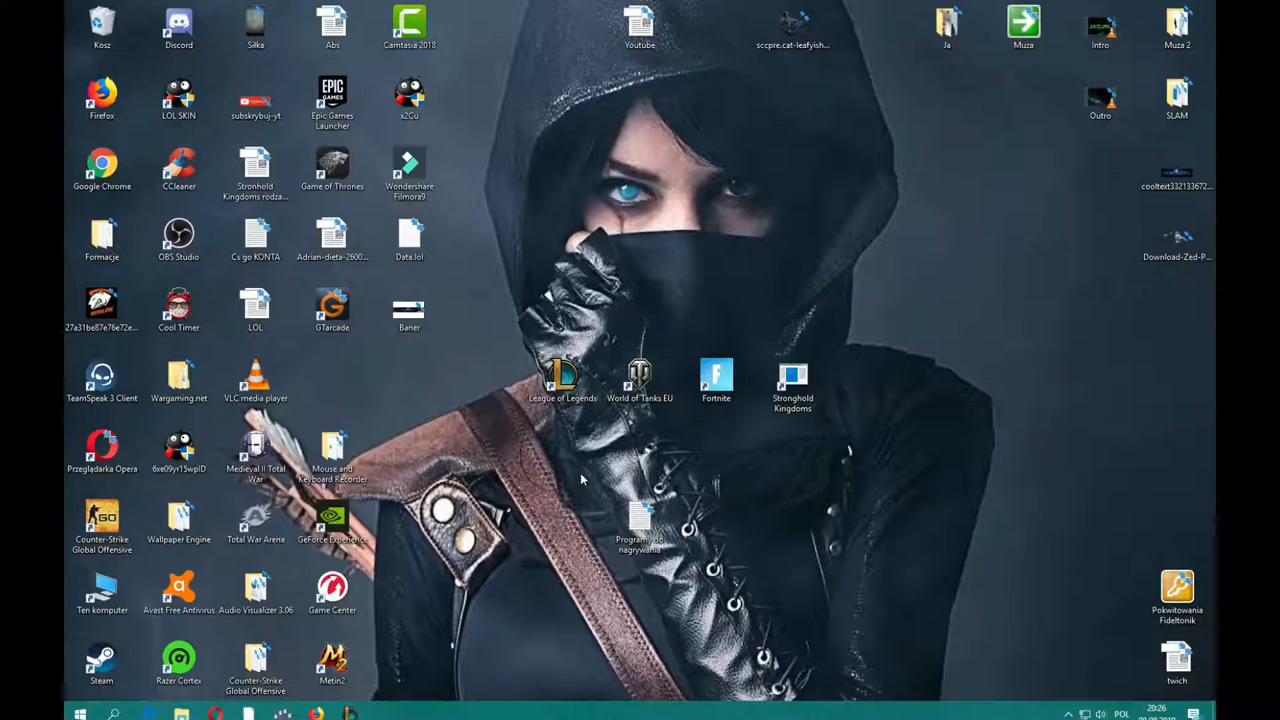 Kosz
Discord
Silka
Abs
Camtasia 2018
Youtube
sccpre.cat-leafyish...
Ja
Muza
Intro
Muza 2
Firefox
LOL SKIN
subskrybuj-yt
EPIC
GAMES
Epic Games
Launcher
x2Cu
Outro
SLAM
Google Chrome
CCleaner
Stronhold
Kingdoms rodza...
Game of Thrones
Wondershare
Filmora9
cooltext332133672...
Formacje
OBS Studio
Cs go KONTA
Adrian-dieta-2600...
Data.lol
Download-Zed-P...
27a31be87e76e72e...
Cool Timer
LOL
GTarcade
Baner
TeamSpeak 3 Client
Wargaming.net
VLC media player
League of Legends
World of Tanks EU
Fortnite
Stronghold
Kingdoms
Przeglądarka Opera
6xe09yr15wpID
Medieval II Total
War
Mouse and
Keyboard Recorder
Counter-Strike
Global Offensive
Wallpaper Engine
Total War Arena
GeForce Experience
Programy do
nagrywania
Ten komputer
Avast Free Antivirus
Audio Visualizer 3.06
Game Center
Pokwitowania
Fideltonik
Steam
Razer Cortex
Counter-Strike
Global Offensive
Metin2
twich
POL
20:26